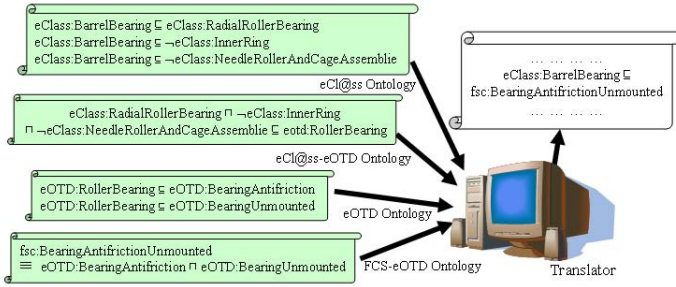 eClass:BarrelBearing ⊑ eClass:RadialRollerBearing
eClass:BarrelBearing ⊑ ¬eClass:InnerRing
eClass:BarrelBearing ⊑ ¬eClass:NeedleRollerAndCageAssemblie
eCl@ss Ontology
eClass:RadialRollerBearing ⊓ ¬eClass:InnerRing
⊓ ¬eClass:NeedleRollerAndCageAssemblie ⊑ eotd:RollerBearing
eCl@ss-eOTD Ontology
eOTD:RollerBearing ⊑ eOTD:BearingAntifriction
eOTD:RollerBearing ⊑ eOTD:BearingUnmounted
eOTD Ontology
fsc:BearingAntifrictionUnmounted
≡ eOTD:BearingAntifriction ⊓ eOTD:BearingUnmounted
FCS-eOTD Ontology
... ... ... ...
eClass:BarrelBearing ⊑
fsc:BearingAntifrictionUnmounted
... ... ... ...
Translator